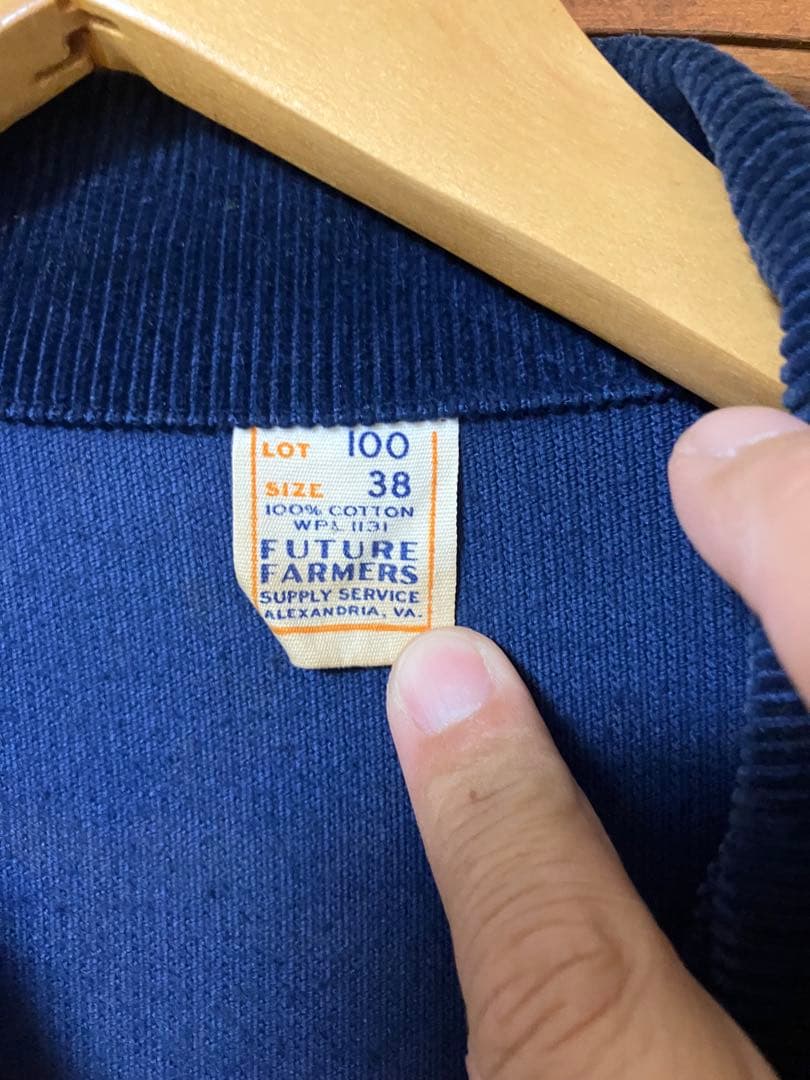 LOT 100
SIZE 38
100% COTTON
WPL 1131
FUTURE
FARMERS
SUPPLY SERVICE
ALEXANDRIA, VA.